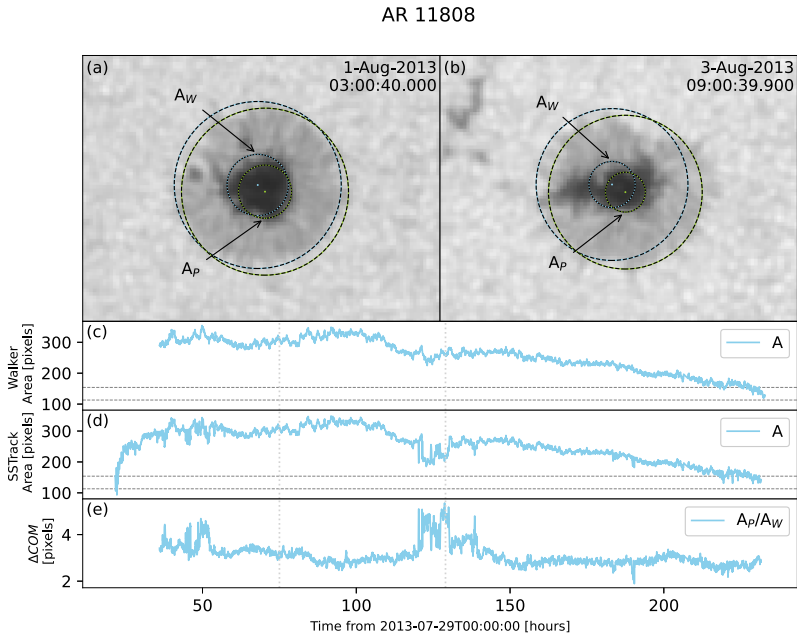 AR 11808
(a)
1-Aug-2013
03:00:40.000
A_W
A_P
(b)
3-Aug-2013
09:00:39.900
A_W
A_P
(c)
Walker
Area [pixels]
300
200
100
A
(d)
SSTrack
Area [pixels]
300
200
100
A
(e)
ΔCOM
[pixels]
4
2
A_P/A_W
50 100 150 200
Time from 2013-07-29T00:00:00 [hours]